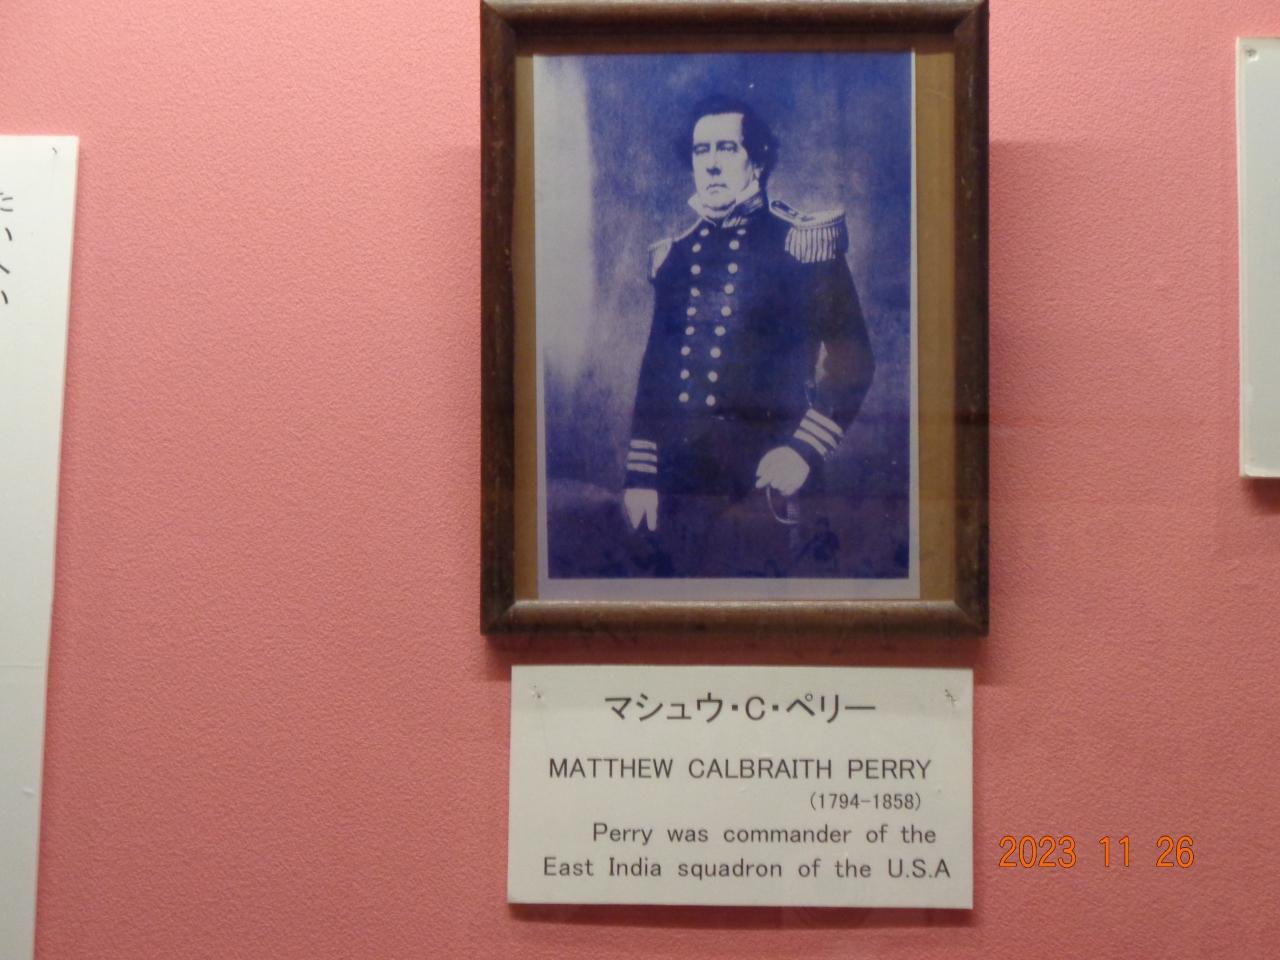 マシュウ・C・ペリー
MATTHEW CALBRAITH PERRY
(1794-1858)
Perry was commander of the
East India squadron of the U.S.A
2023 11 26